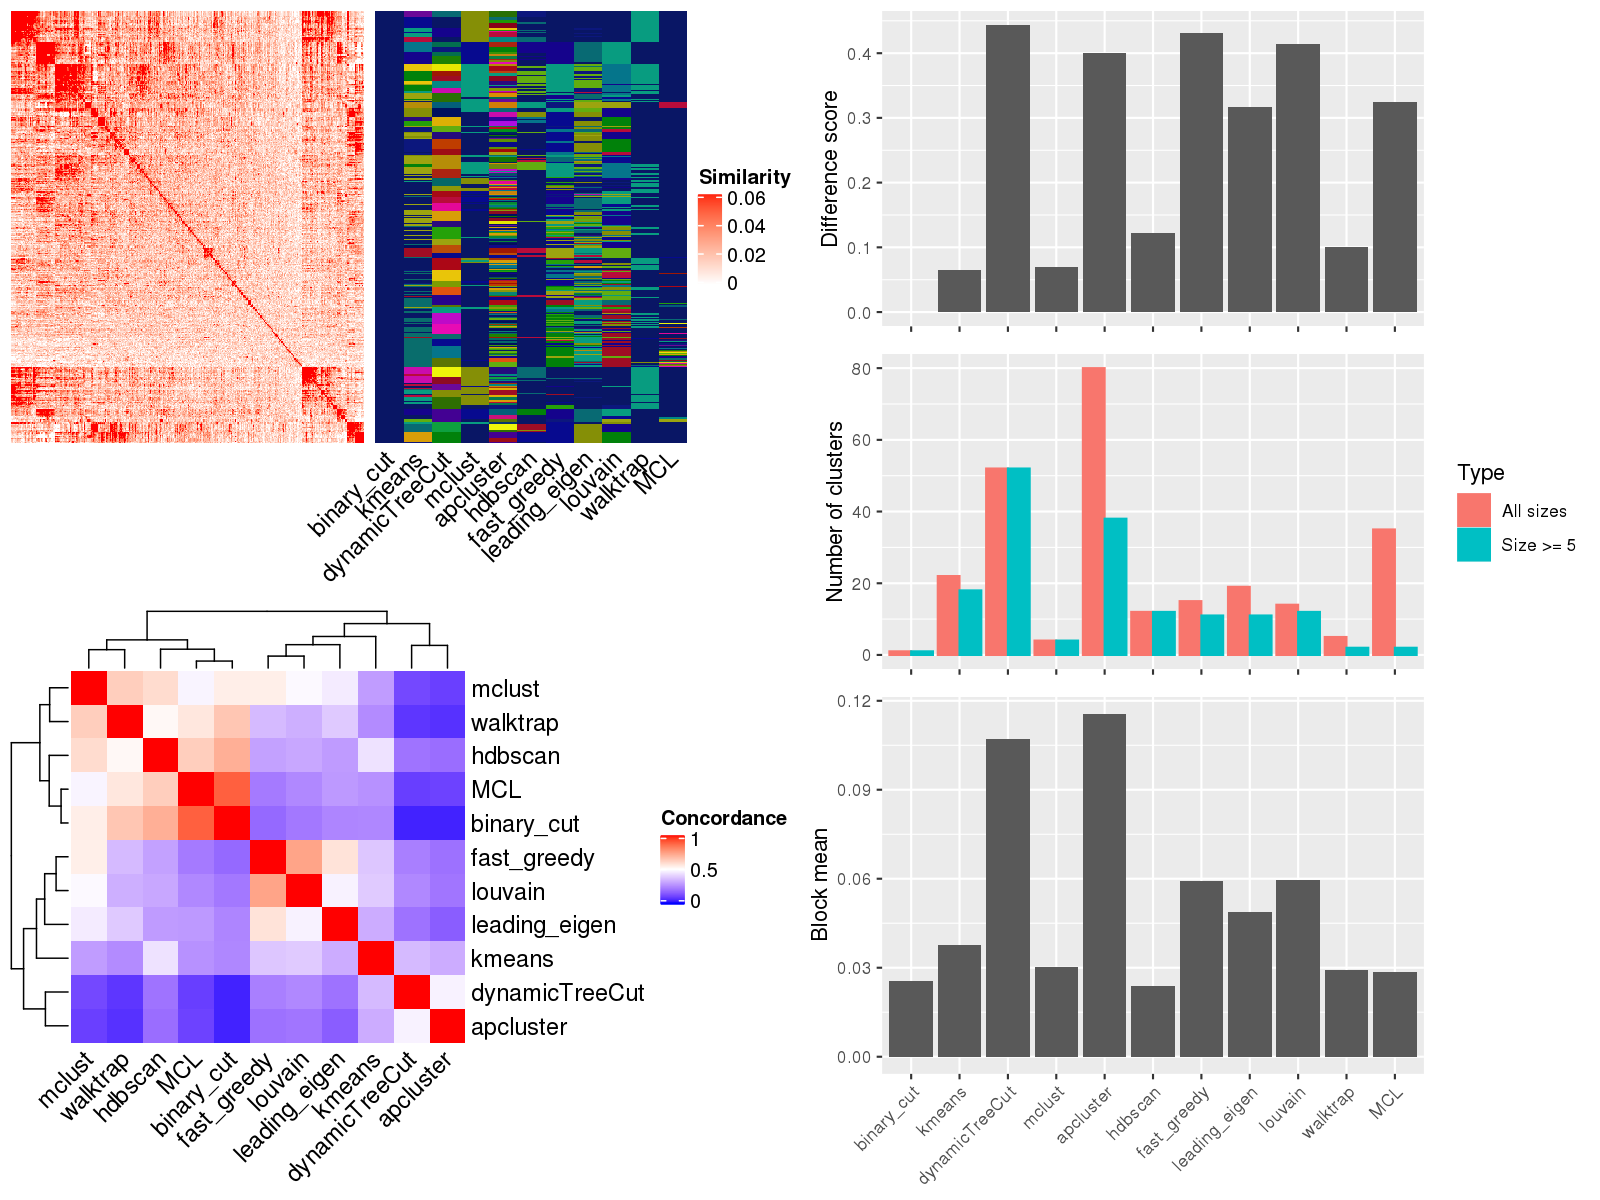 Similarity
0.06
0.04
0.02
0
binary_cut
kmeans
dynamicTreeCut
mclust
apcluster
hdbscan
fast_greedy
leading_eigen
louvain
walktrap
MCL
Difference score
0.4
0.3
0.2
0.1
0.0
Number of clusters
80
60
40
20
0
Type
All sizes
Size >= 5
Block mean
0.12
0.09
0.06
0.03
0.00
binary_cut
kmeans
dynamicTreeCut
mclust
apcluster
hdbscan
fast_greedy
leading_eigen
louvain
walktrap
MCL
mclust
walktrap
hdbscan
MCL
binary_cut
fast_greedy
louvain
leading_eigen
kmeans
dynamicTreeCut
apcluster
Concordance
1
0.5
0
mclust
walktrap
hdbscan
MCL
binary_cut
fast_greedy
louvain
leading_eigen
kmeans
dynamicTreeCut
apcluster